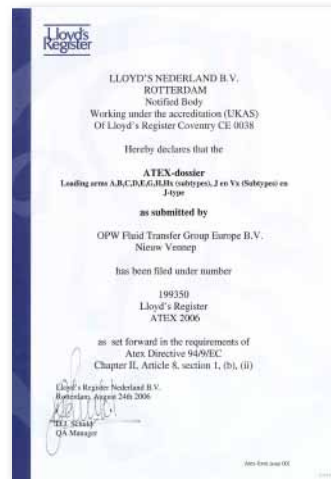 Lloyd's
Register
LLOYD'S NEDERLAND B.V.
ROTTERDAM
Notified Body
Working under the accreditation (UKAS)
Of Lloyd's Register Coventry CE 0038
Hereby declares that the
ATEX-dossier
Loading arms A,B,C,D,E,G,H,Hx (subtypes), J en Vx (Subtypes) en
J-type
as submitted by
OPW Fluid Transfer Group Europe B.V.
Nieuw Vennep
has been filed under number
199350
Lloyd's Register
ATEX 2006
as set forward in the requirements of
Atex Directive 94/9/EC
Chapter II, Article 8, section 1, (b), (ii)
Lloyd's Register Nederland B.V.
Rotterdam, August 24th 2006
QA Manager